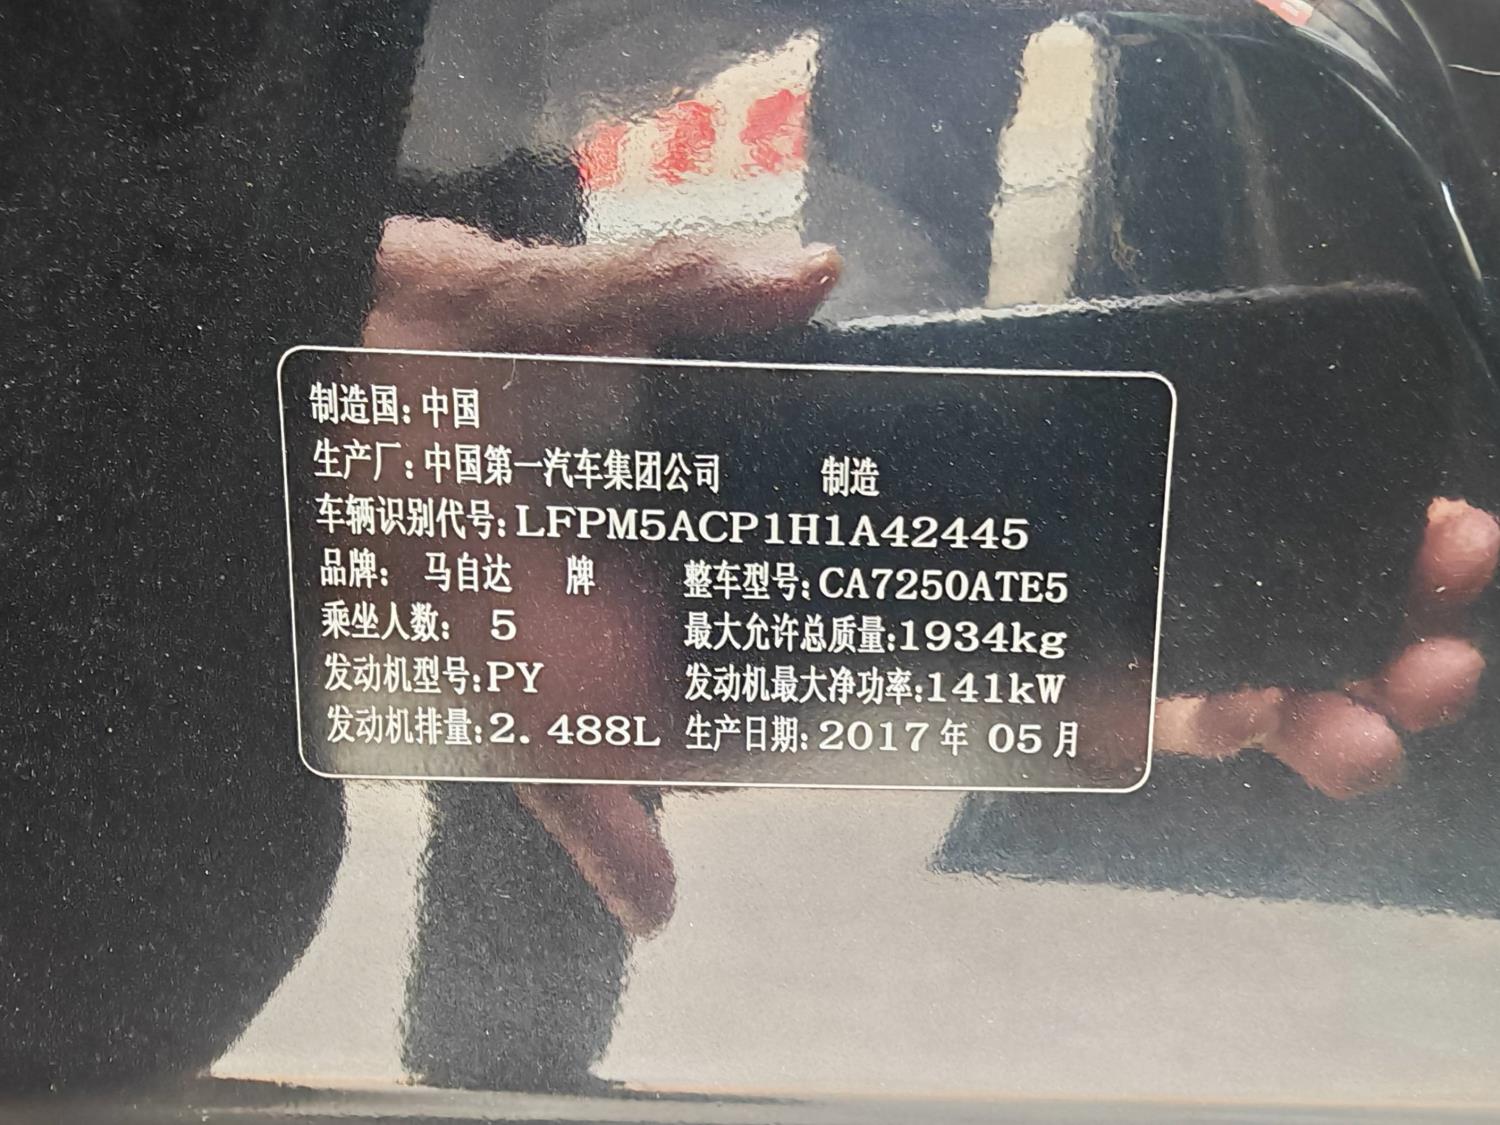 制造国：中国
生产厂：中国第一汽车集团公司 制造
车辆识别代号：LFPM5ACP1H1A42445
品牌： 马自达 牌 整车型号：CA7250ATE5
乘坐人数： 5 最大允许总质量：1934kg
发动机型号：PY 发动机最大净功率：141kW
发动机排量：2.488L 生产日期：2017年 05月